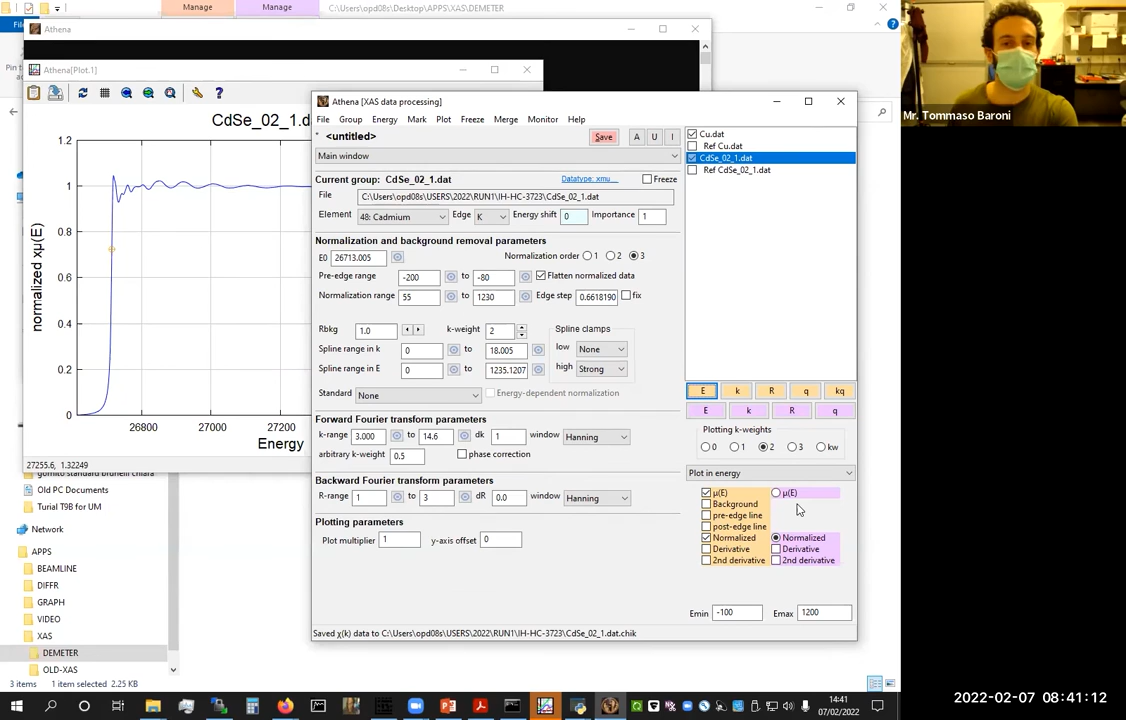 Manage
Manage
C:\Users\opd08s\Desktop\APPS\XAS\DEMETER
Athena
Athena[Plot.1]
CdSe_02_1.d
1.2
1
0.8
0.6
0.4
0.2
0
normalized xμ(E)
26800
27000
27200
Energy
27255.6, 1.32249
gomito standard brunelli chiara
Old PC Documents
Turial T9B for UM
Network
APPS
BEAMLINE
DIFFR
GRAPH
VIDEO
XAS
DEMETER
OLD-XAS
3 items
1 item selected 2.25 KB
Athena [XAS data processing]
File Group Energy Mark Plot Freeze Merge Monitor Help
* <untitled>
Save
A U I
Main window
Current group: CdSe_02_1.dat
Datatype: xmu...
Freeze
File C:\Users\opd08s\USERS\2022\RUN1\IH-HC-3723\CdSe_02_1.dat
Element 48: Cadmium Edge K Energy shift 0 Importance 1
Normalization and background removal parameters
E0 26713.005 Normalization order 1 2 3
Pre-edge range -200 to -80 Flatten normalized data
Normalization range 55 to 1230 Edge step 0.6618190 fix
Rbkg 1.0 k-weight 2 Spline clamps
Spline range in k 0 to 18.005 low None
Spline range in E 0 to 1235.1207 high Strong
Standard None Energy-dependent normalization
Forward Fourier transform parameters
k-range 3.000 to 14.6 dk 1 window Hanning
arbitrary k-weight 0.5 phase correction
Backward Fourier transform parameters
R-range 1 to 3 dR 0.0 window Hanning
Plotting parameters
Plot multiplier 1 y-axis offset 0
Saved χ(k) data to C:\Users\opd08s\USERS\2022\RUN1\IH-HC-3723\CdSe_02_1.dat.chik
Cu.dat
Ref Cu.dat
CdSe_02_1.dat
Ref CdSe_02_1.dat
E k R q kq
E k R q
Plotting k-weights
0 1 2 3 kw
Plot in energy
μ(E) μ(E)
Background
pre-edge line
post-edge line
Normalized Normalized
Derivative Derivative
2nd derivative 2nd derivative
Emin -100 Emax 1200
Mr. Tommaso Baroni
14:41
07/02/2022
2022-02-07 08:41:12